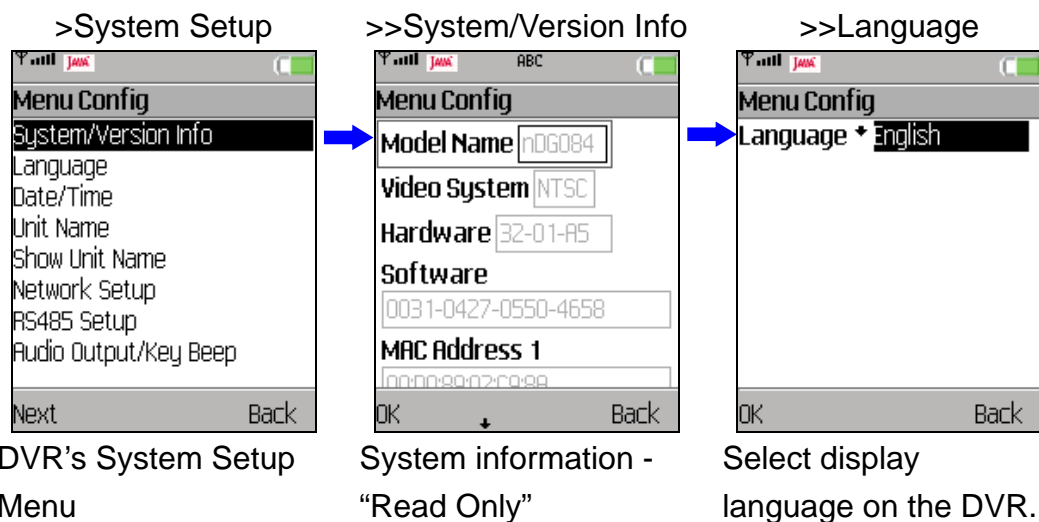 >System Setup
JAVA
Menu Config
System/Version Info
Language
Date/Time
Unit Name
Show Unit Name
Network Setup
RS485 Setup
Audio Output/Key Beep
Next Back
DVR's System Setup
Menu
>>System/Version Info
JAVA ABC
Menu Config
Model Name nDG084
Video System NTSC
Hardware 32-01-A5
Software
0031-0427-0550-4658
MAC Address 1
OK Back
System information -
“Read Only”
>>Language
JAVA
Menu Config
Language English
OK Back
Select display
language on the DVR.